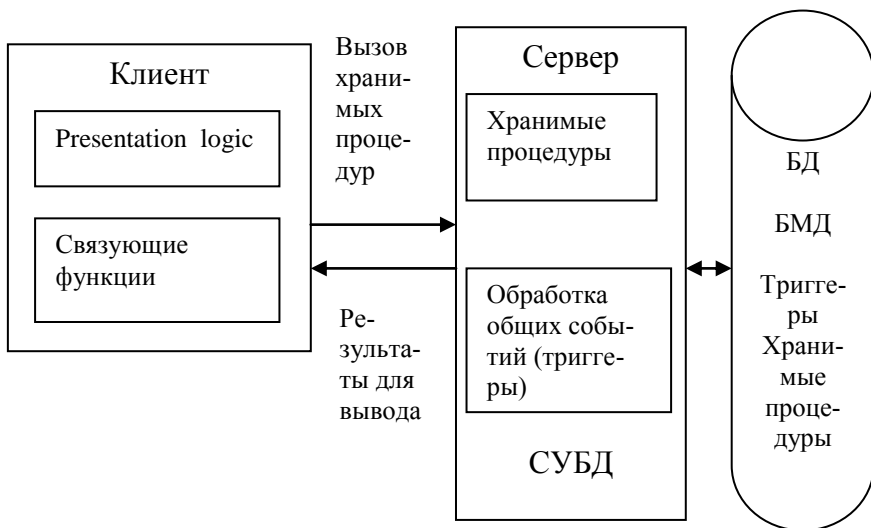 Клиент
Presentation logic
Связующие
функции
Вызов
храни-
мых
проце-
дур
Ре-
зульта-
ты для
вывода
Сервер
Хранимые
процедуры
Обработка
общих собы-
тий (тригге-
ры)
СУБД
БД
БМД
Тригге-
ры
Храни-
мые
проце-
дуры